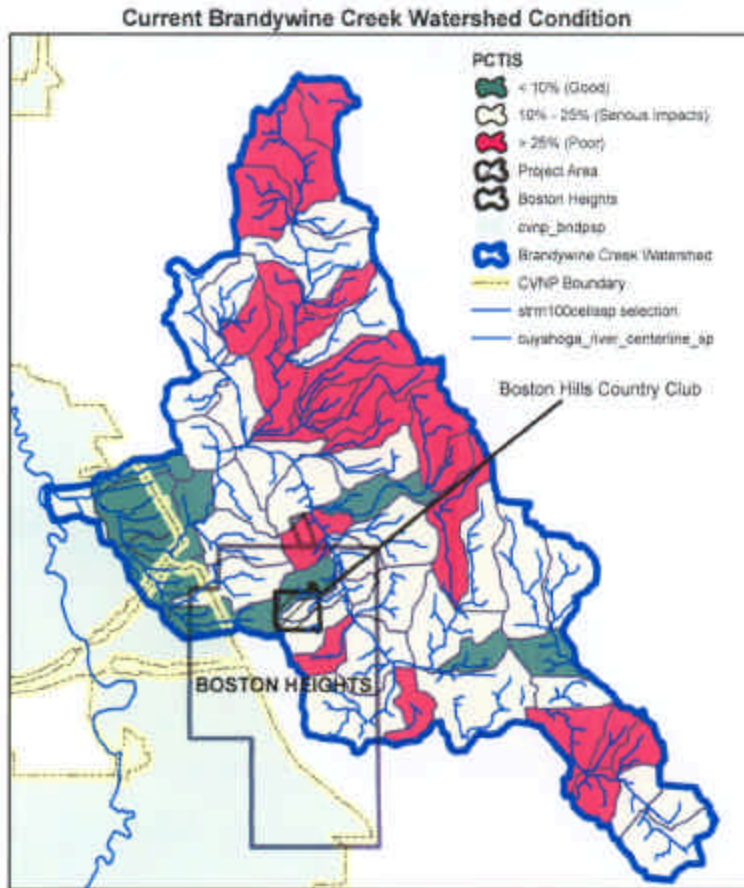 Current Brandywine Creek Watershed Condition
PCTIS
< 10% (Good)
10% - 25% (Serious Impacts)
> 25% (Poor)
Project Area
Boston Heights
cvnp_bndpsp
Brandywine Creek Watershed
CVNP Boundary
strm100cellssp selection
cuyahoga_river_centerline_sp
Boston Hills Country Club
BOSTON HEIGHTS